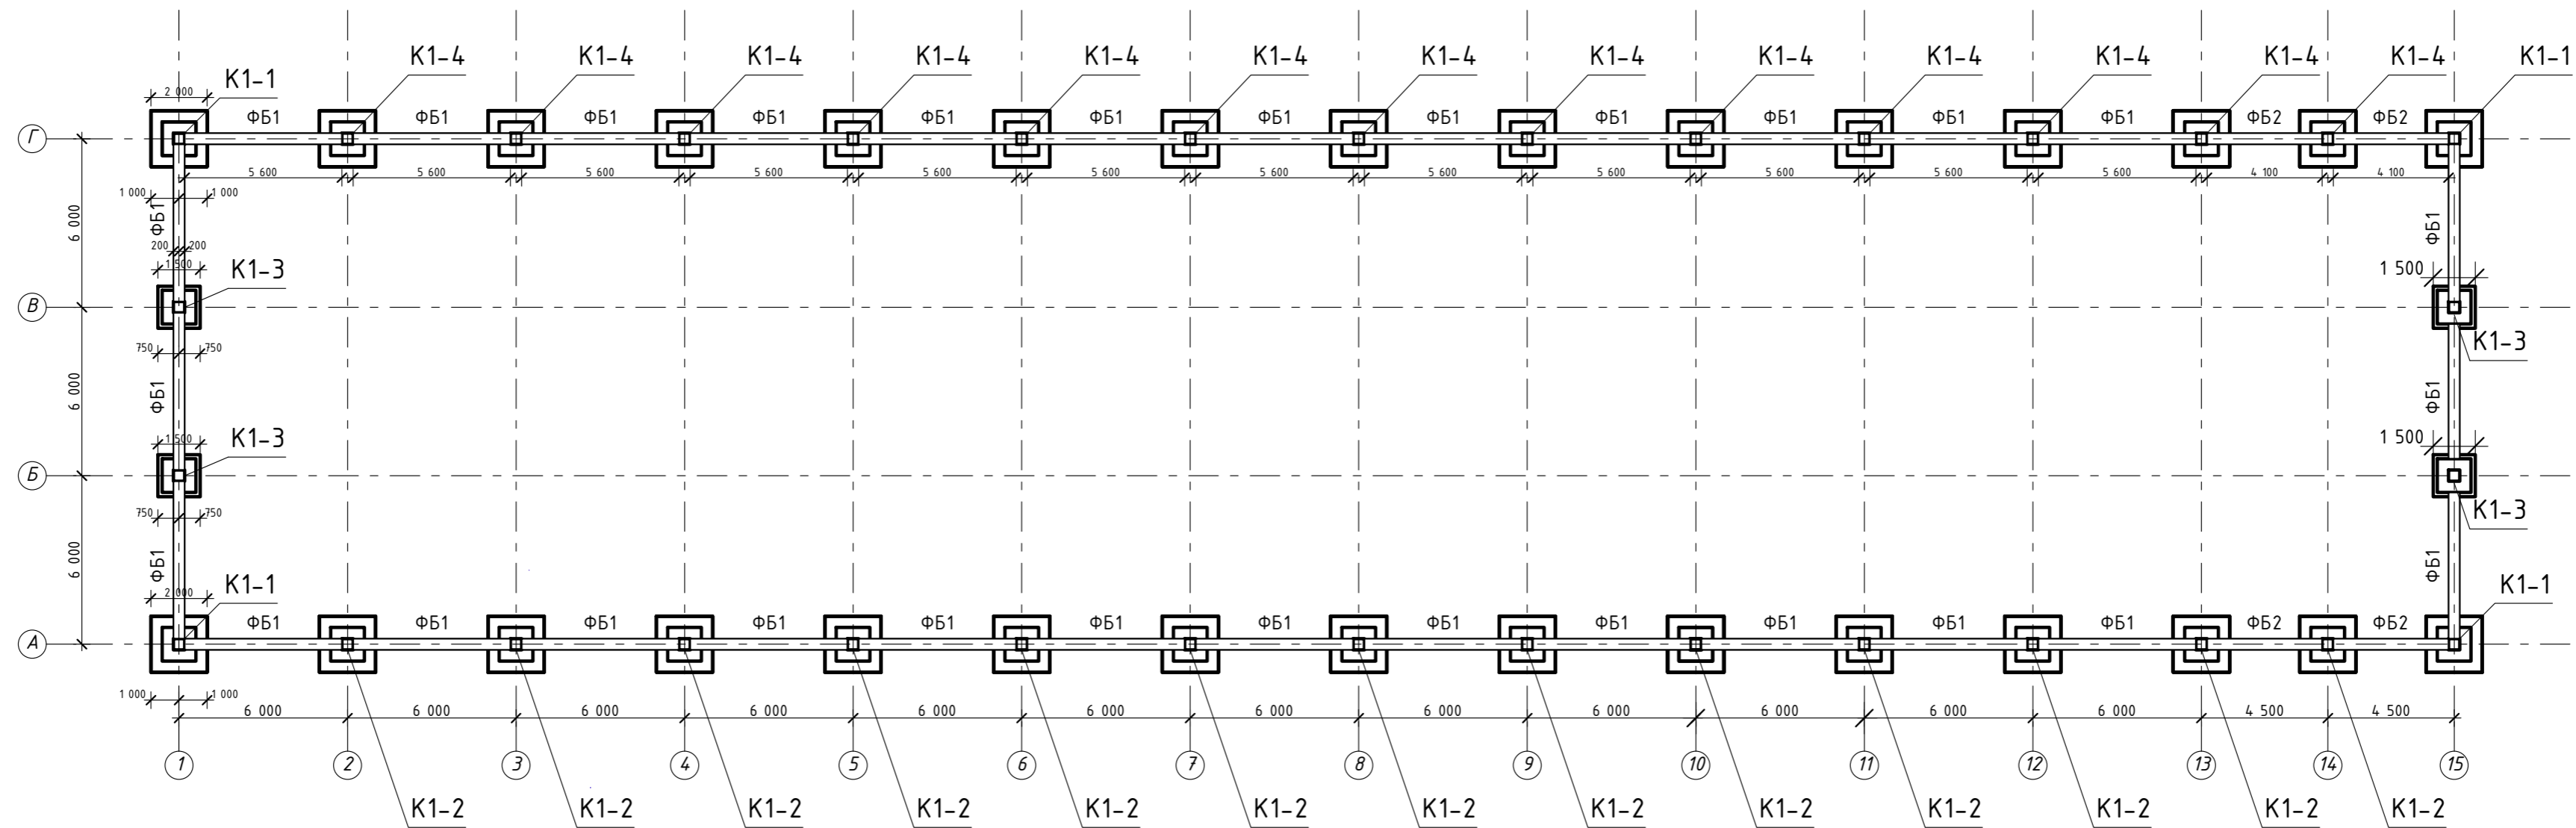 К1-4 К1-4 К1-4 К1-4 К1-4 К1-4 К1-4 К1-4 К1-4 К1-4 К1-4 К1-4 К1-4 К1-1
К1-1
2 000
ФБ1 ФБ1 ФБ1 ФБ1 ФБ1 ФБ1 ФБ1 ФБ1 ФБ1 ФБ1 ФБ1 ФБ1 ФБ2 ФБ2
Г
5 600 5 600 5 600 5 600 5 600 5 600 5 600 5 600 5 600 5 600 5 600 5 600 4 100 4 100
1 000 1 000
6 000
ФБ1 ФБ1
200 200
1 500 К1-3 1 500
В
К1-3
750 750
6 000
ФБ1 ФБ1
1 500 К1-3 1 500
Б
К1-3
750 750
6 000
ФБ1 ФБ1
2 000 К1-1 К1-1
ФБ1 ФБ1 ФБ1 ФБ1 ФБ1 ФБ1 ФБ1 ФБ1 ФБ1 ФБ1 ФБ1 ФБ1 ФБ2 ФБ2
А
1 000 1 000
6 000 6 000 6 000 6 000 6 000 6 000 6 000 6 000 6 000 6 000 6 000 6 000 4 500 4 500
1 2 3 4 5 6 7 8 9 10 11 12 13 14 15
К1-2 К1-2 К1-2 К1-2 К1-2 К1-2 К1-2 К1-2 К1-2 К1-2 К1-2 К1-2 К1-2